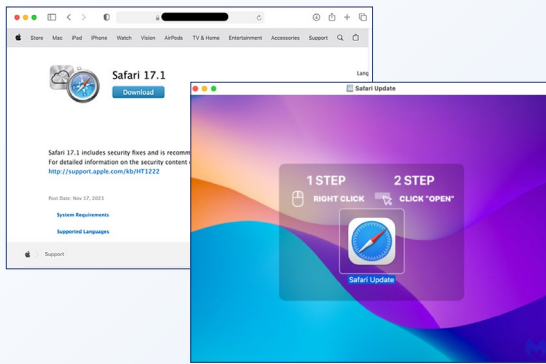 Store Mac iPad iPhone Watch Vision AirPods TV & Home Entertainment Accessories Support
Safari 17.1
Download
Lang
Safari 17.1 includes security fixes and is recomm
For detailed information on the security content o
http://support.apple.com/kb/HT1222
Post Date: Nov 17, 2023
System Requirements
Supported Languages
Support
Safari Update
1 STEP 2 STEP
RIGHT CLICK CLICK "OPEN"
Safari Update